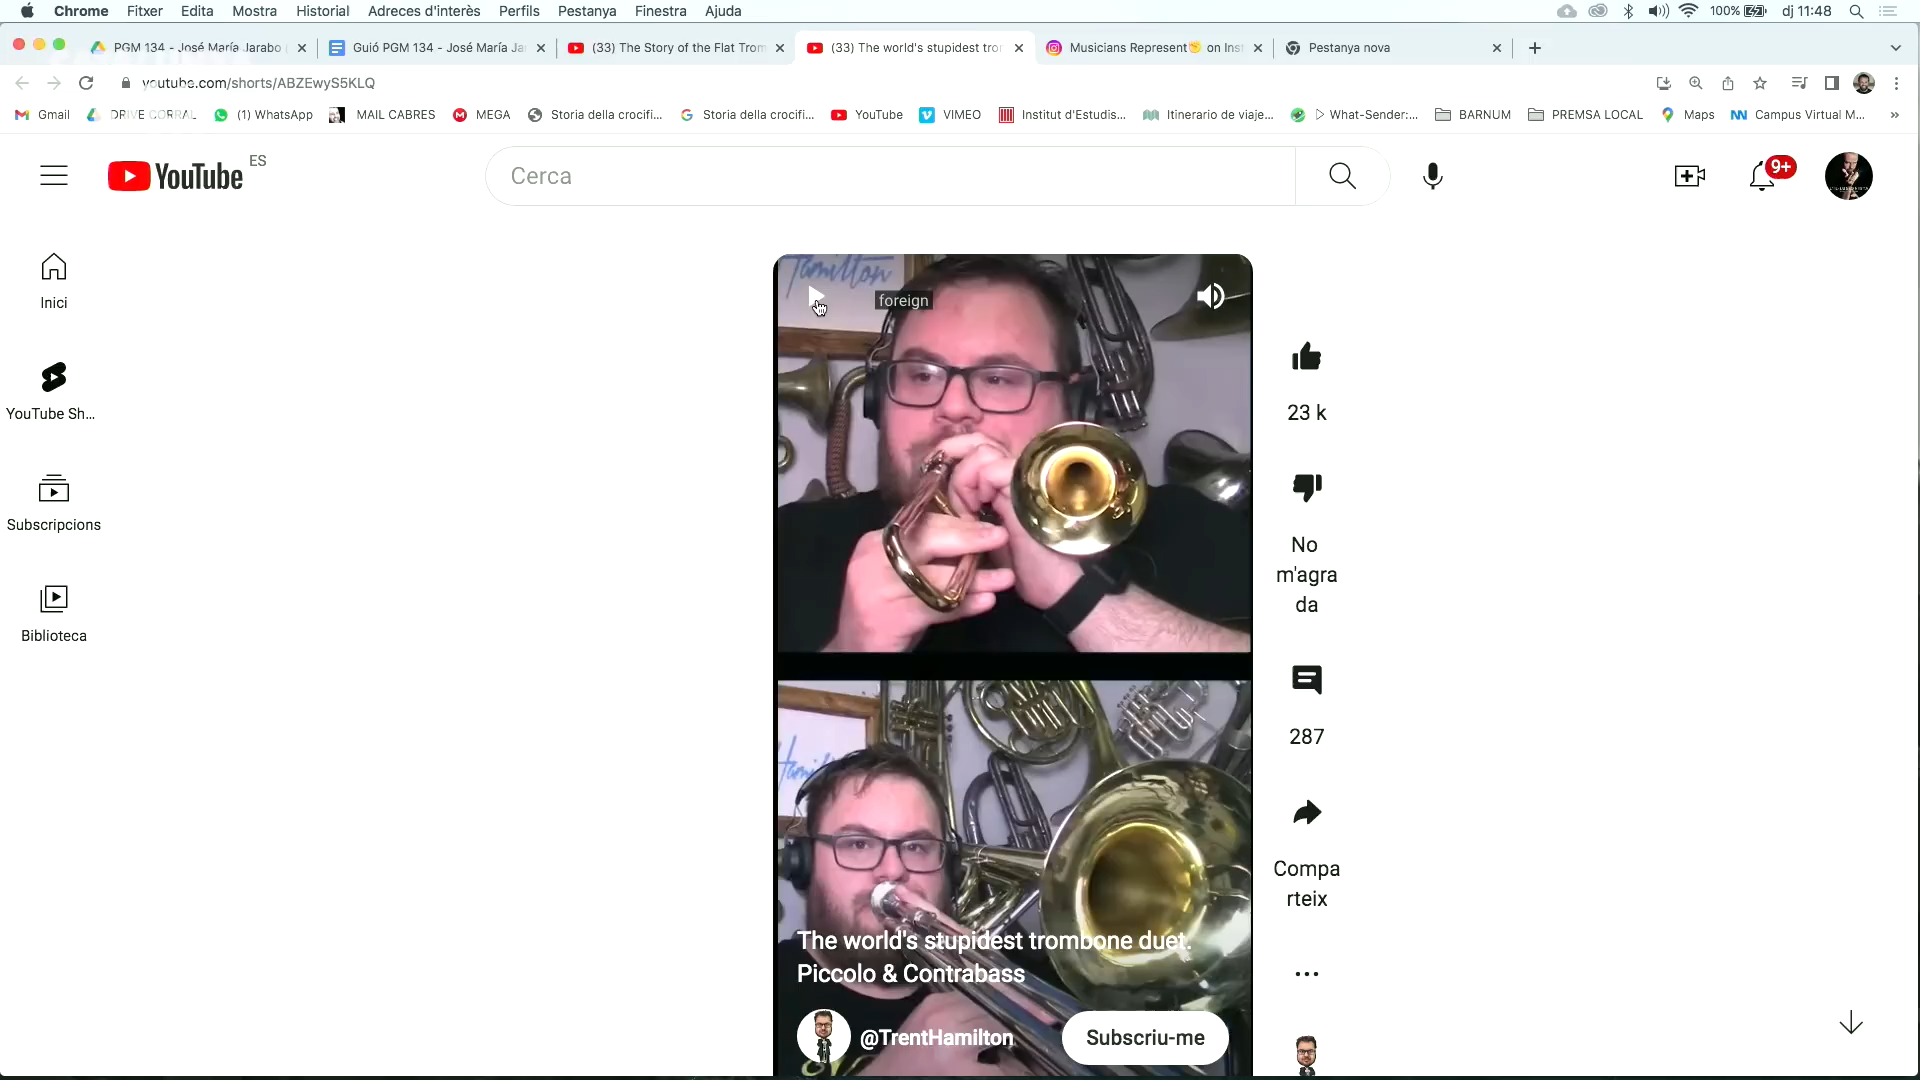 Chrome Fitxer Edita Mostra Historial Adreces d'interès Perfils Pestanya Finestra Ajuda 100% dj 11:48
PGM 134 - José María Jarabo Guió PGM 134 - José María Ja (33) The Story of the Flat Trom (33) The world's stupidest tro Musicians Represent✊ on Inst Pestanya nova
youtube.com/shorts/ABZEwyS5KLQ
Gmail DRIVE CORRAL (1) WhatsApp MAIL CABRES MEGA Storia della crocifi... Storia della crocifi... YouTube VIMEO Institut d'Estudis... Itinerario de viaje... What-Sender:... BARNUM PREMSA LOCAL Maps Campus Virtual M... »
YouTube ES
Cerca
9+
Inici
YouTube Sh...
Subscripcions
Biblioteca
Hamilton
foreign
23 k
No
m'agra
da
287
Compa
rteix
The world's stupidest trombone duet.
Piccolo & Contrabass
@TrentHamilton
Subscriu-me